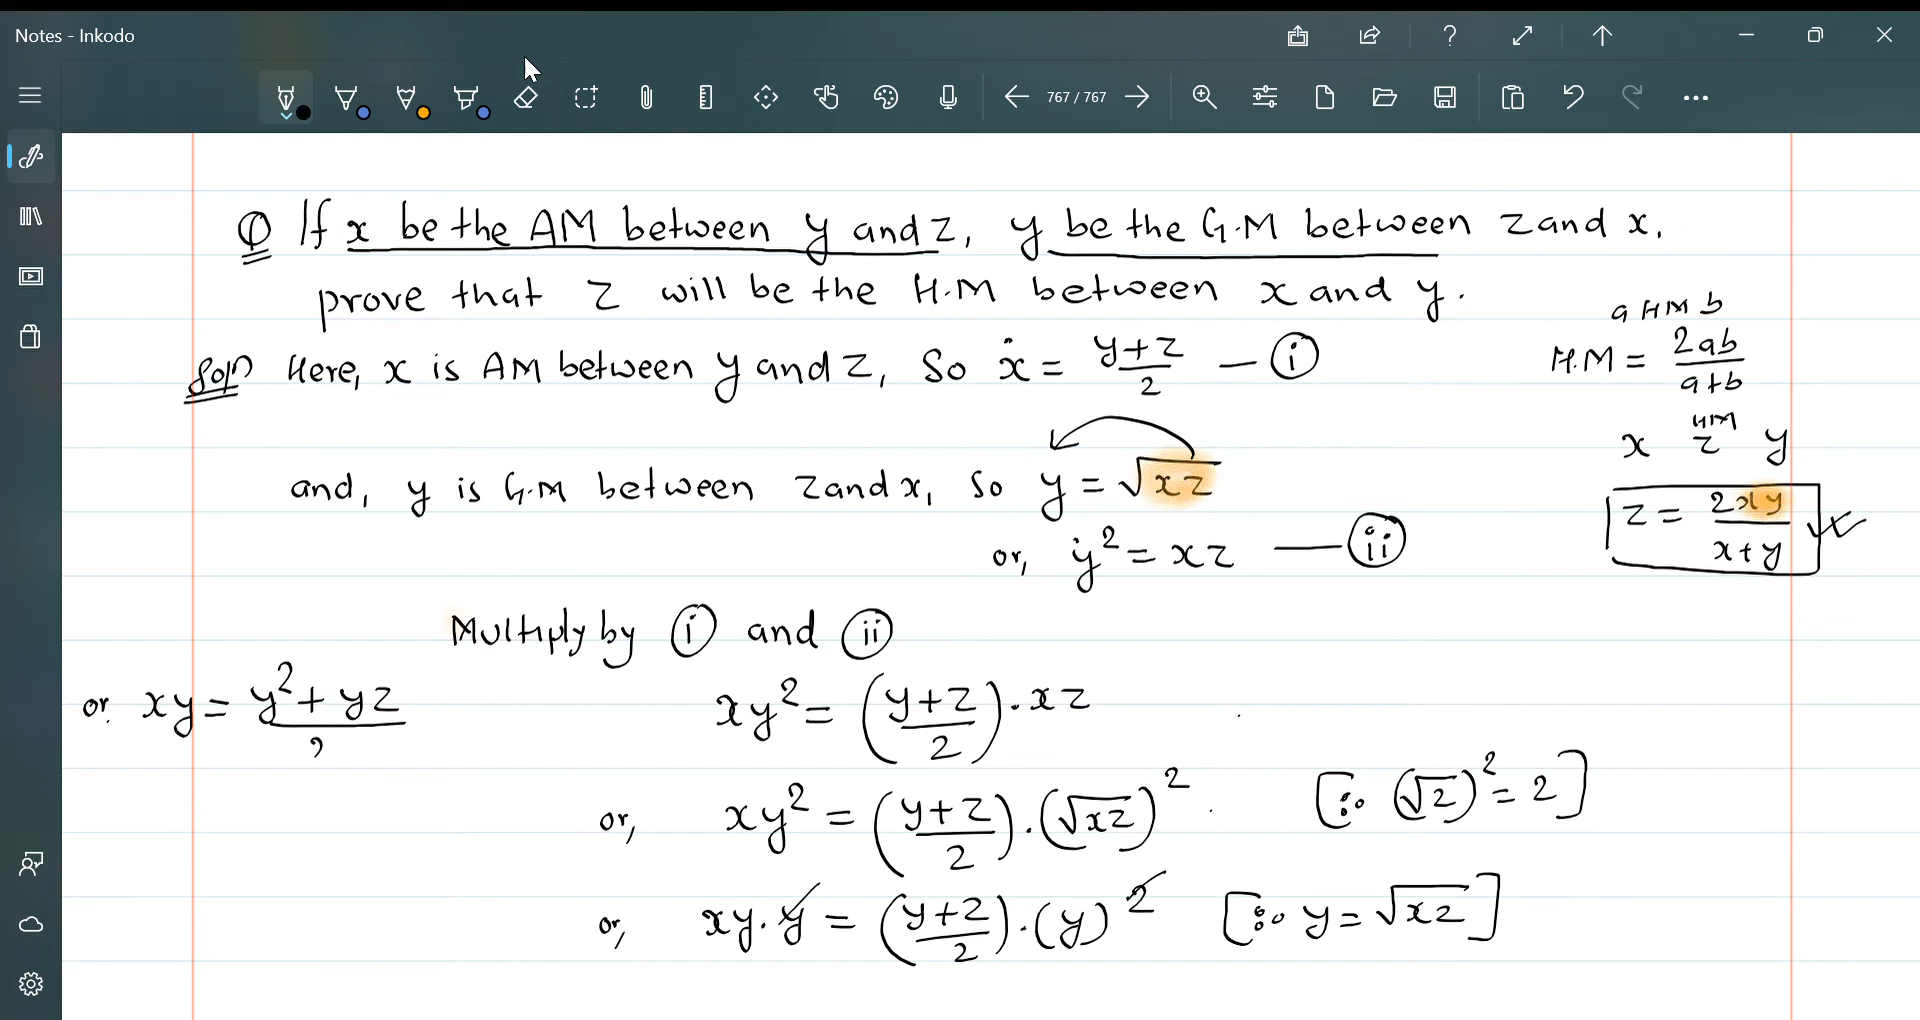 Notes - Inkodo
767 / 767
Q If x be the AM between y and z, y be the G.M between z and x.
prove that z will be the H.M between x and y.
a HM b
H.M = 2ab/a+b
Solⁿ Here, x is AM between y and z, So x = y+z/2 — (i)
x HM z y
and, y is G.M between z and x, So y = √xz
z = 2xy/x+y
or, y² = xz — (ii)
Multiply by (i) and (ii)
or. xy = y² + yz/2
xy² = (y+z/2) . xz
or, xy² = (y+z/2) . (√xz)² [∵ (√2)² = 2]
or, xy . y = (y+z/2) . (y)² [∵ y = √xz]